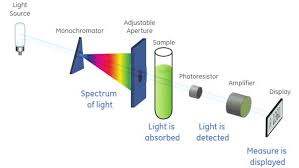 Light
Source
Monochromator
Adjustable
Aperture
Sample
Photoresistor
Amplifier
Display
Spectrum
of light
Light is
absorbed
Light is
detected
Measure is
displayed